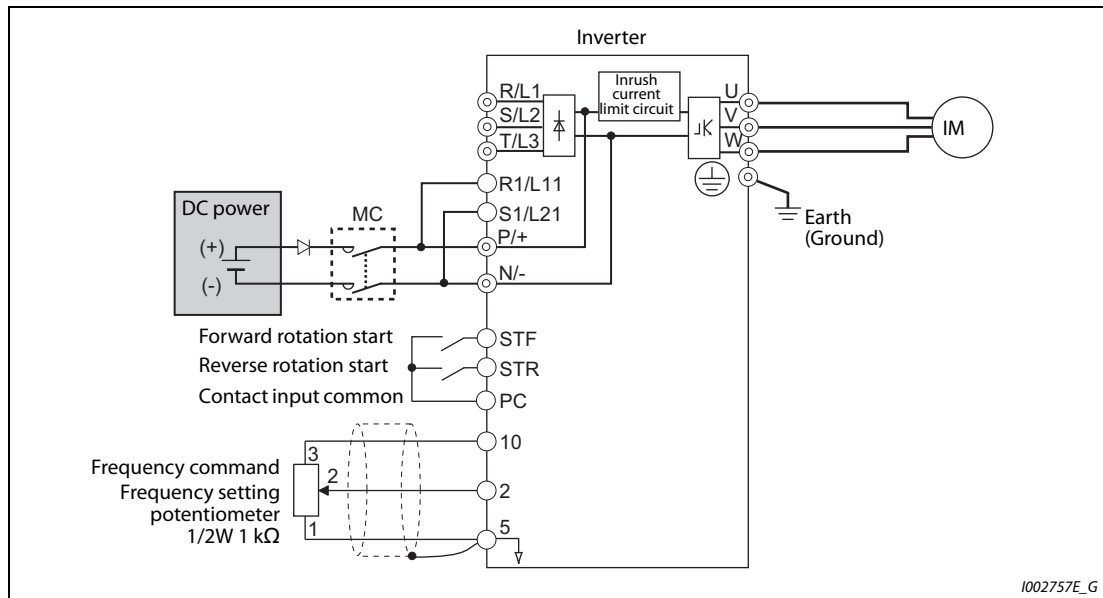 Inverter
R/L1
S/L2
T/L3
Inrush
current
limit circuit
U
V
W
IM
R1/L11
S1/L21
P/+
N/-
Earth
(Ground)
DC power
(+)
(-)
MC
Forward rotation start
STF
Reverse rotation start
STR
Contact input common
PC
10
3
Frequency command
2
Frequency setting
2
potentiometer
1/2W 1 kΩ
1
5
I002757E_G